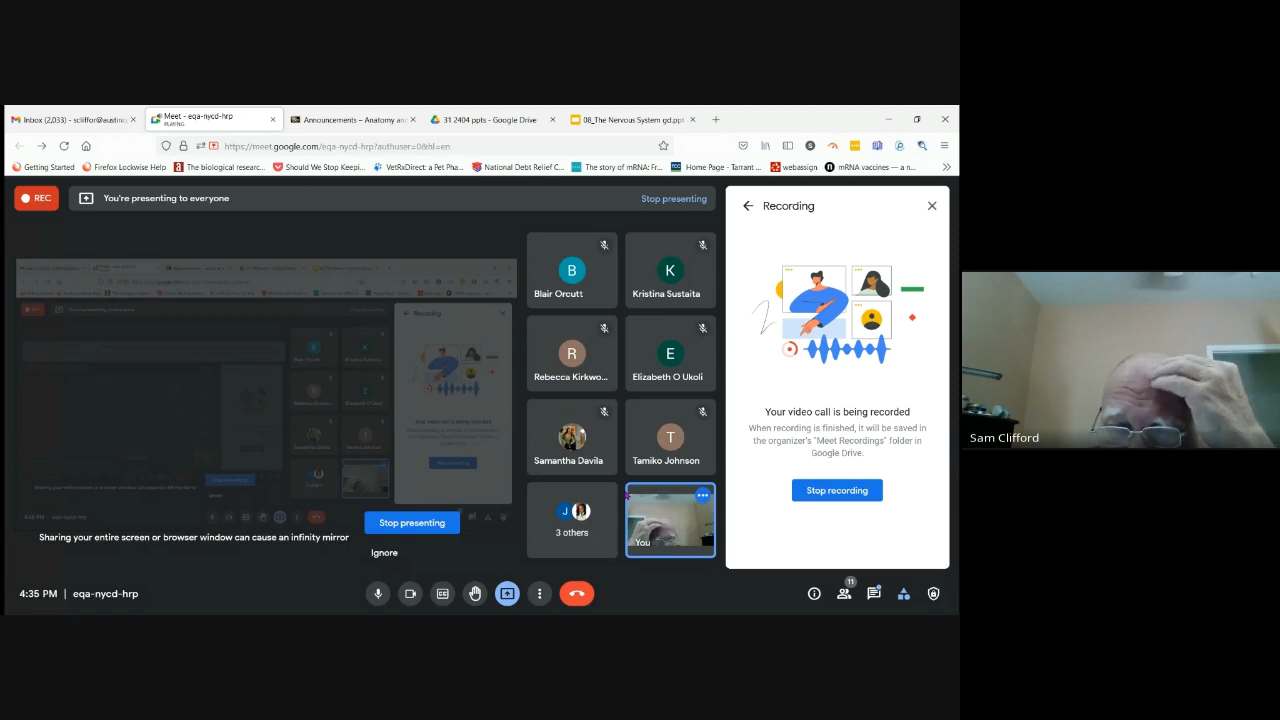 Inbox (2,033) - scliffor@austinc
Meet - eqa-nycd-hrp
PLAYING
Announcements – Anatomy and
31 2404 ppts - Google Drive
08_The Nervous System gd.ppt
https://meet.google.com/eqa-nycd-hrp?authuser=0&hl=en
Getting Started
Firefox Lockwise Help
The biological researc...
Should We Stop Keepi...
VetRxDirect: a Pet Pha...
National Debt Relief C...
The story of mRNA: Fr...
Home Page - Tarrant ...
webassign
mRNA vaccines — a n...
REC
You're presenting to everyone
Stop presenting
Recording
B
Blair Orcutt
K
Kristina Sustaita
R
Rebecca Kirkwo...
E
Elizabeth O Ukoli
Samantha Davila
T
Tamiko Johnson
J
3 others
You
Your video call is being recorded
When recording is finished, it will be saved
in the organizer's "Meet Recordings" folder in
Google Drive.
Stop recording
Sharing your entire screen or browser window can cause an infinity mirror
Stop presenting
Ignore
4:35 PM | eqa-nycd-hrp
11
Sam Clifford